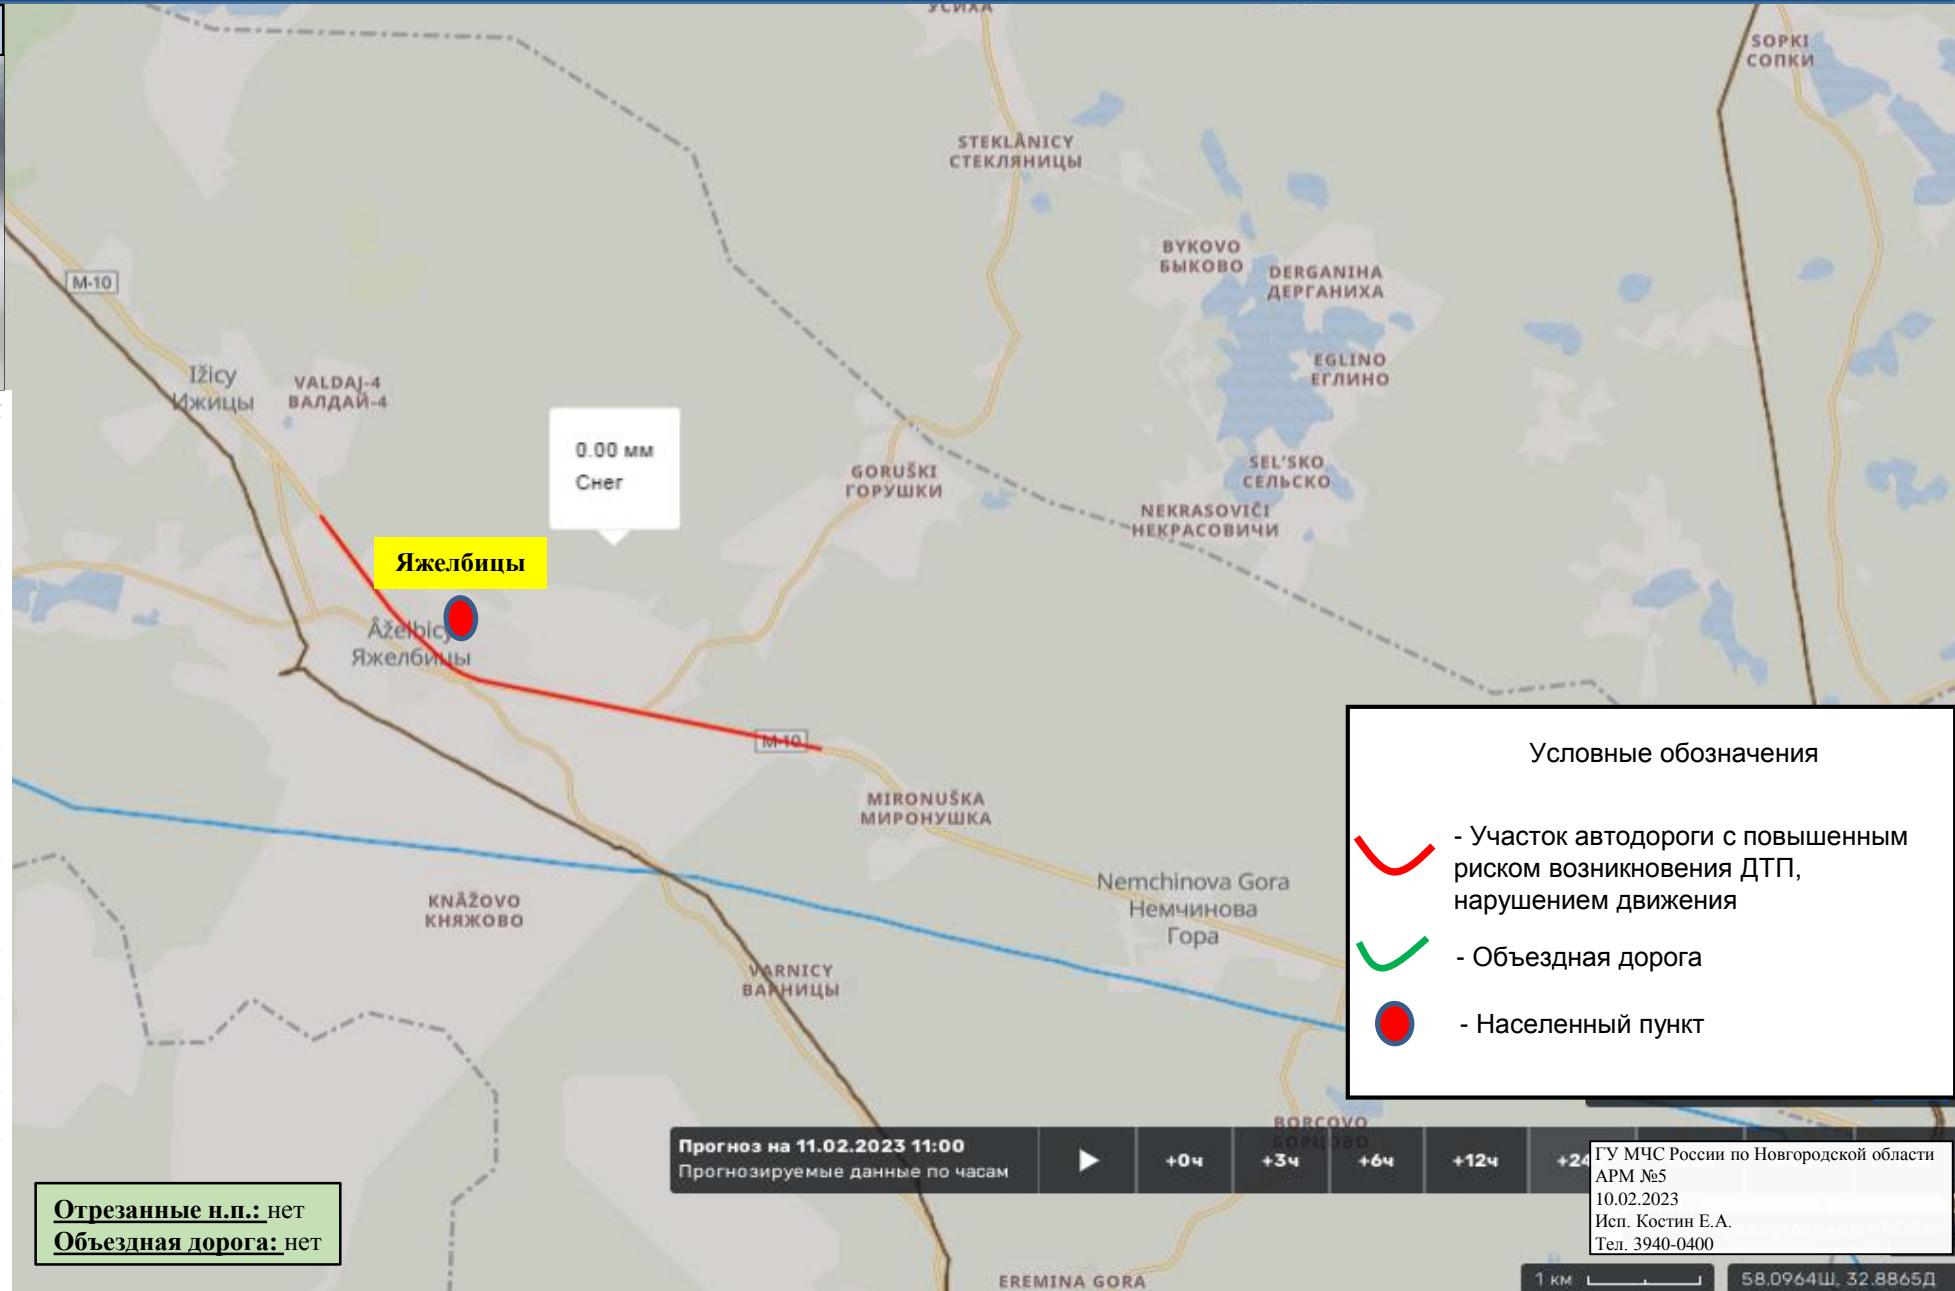 УСИХА
SOPKI
СОПКИ
STEKLÂNICY
СТЕКЛЯНИЦЫ
BYKOVO
БЫКОВО
DERGANIHA
ДЕРГАНИХА
M-10
EGLINO
ЕГЛИНО
Ižicy
Ижицы
VALDAJ-4
ВАЛДАЙ-4
0.00 мм
Снег
GORUŠKI
ГОРУШКИ
SEL'SKO
СЕЛЬСКО
NEKRASOVIČI
НЕКРАСОВИЧИ
Яжелбицы
Âželbicy
Яжелбицы
M-10
MIRONUŠKA
МИРОНУШКА
Nemchinova Gora
Немчинова
Гора
KNÂŽOVO
КНЯЖОВО
VARNICY
ВАРНИЦЫ
Условные обозначения
- Участок автодороги с повышенным
риском возникновения ДТП,
нарушением движения
- Объездная дорога
- Населенный пункт
BORCOVO
БОРЦОВО
Прогноз на 11.02.2023 11:00
Прогнозируемые данные по часам
+0ч
+3ч
+6ч
+12ч
+24
ГУ МЧС России по Новгородской области
АРМ №5
10.02.2023
Исп. Костин Е.А.
Тел. 3940-0400
Отрезанные н.п.: нет
Объездная дорога: нет
EREMINA GORA
1 км
58.0964Ш, 32.8865Д